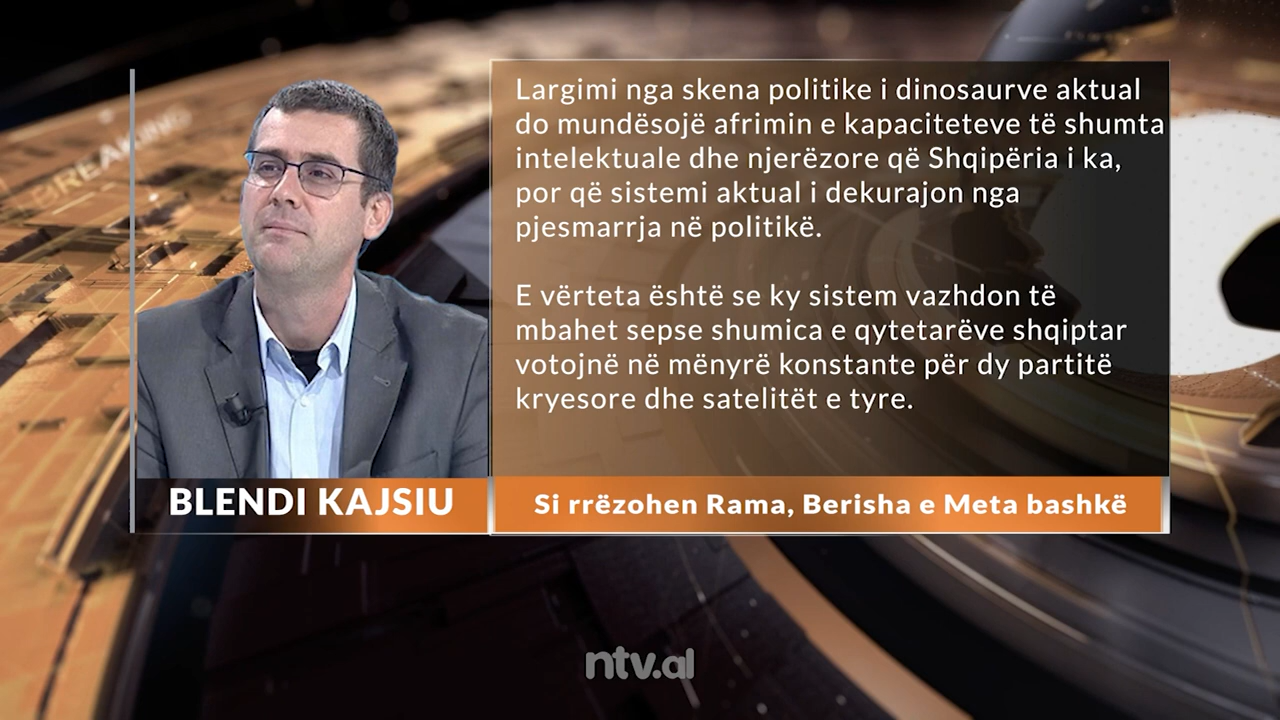 BREAKING
Largimi nga skena politike i dinosaurve aktual
do mundësojë afrimin e kapaciteteve të shumta
intelektuale dhe njerëzore që Shqipëria i ka,
por që sistemi aktual i dekurajon nga
pjesmarrja në politikë.
E vërteta është se ky sistem vazhdon të
mbahet sepse shumica e qytetarëve shqiptar
votojnë në mënyrë konstante për dy partitë
kryesore dhe satelitët e tyre.
BLENDI KAJSIU
Si rrëzohen Rama, Berisha e Meta bashkë
ntv.al